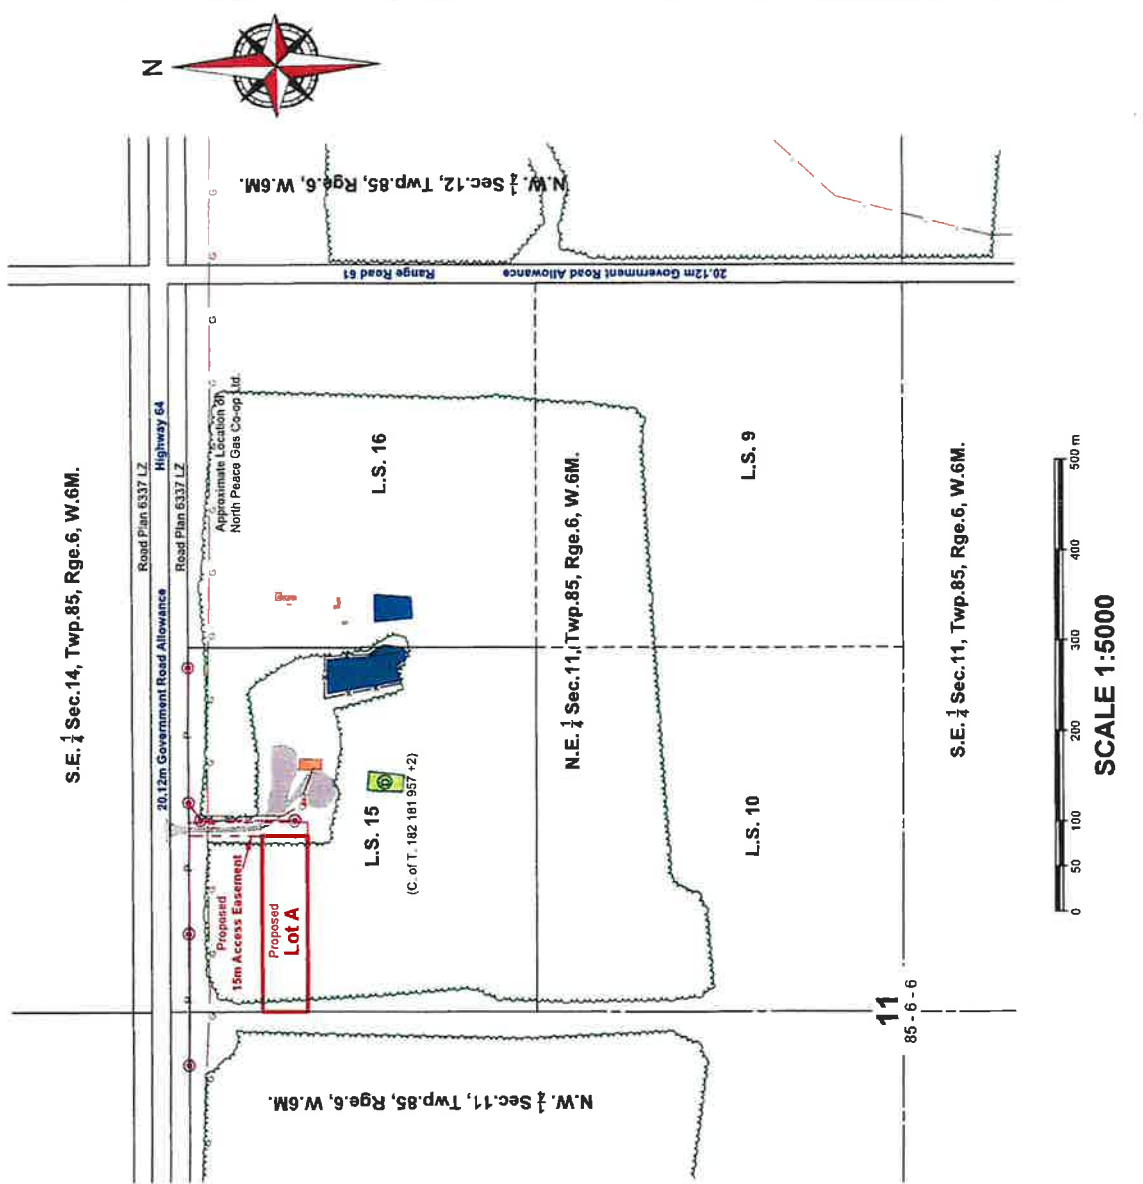 N
N.W. 1/4 Sec.12, Twp.85, Rge.6, W.6M.
Range Road 61
20.12m Government Road Allowance
S.E. 1/4 Sec.14, Twp.85, Rge.6, W.6M.
Road Plan 6337 LZ
20.12m Government Road Allowance
Highway 64
Road Plan 6337 LZ
Approximate Location of
North Peace Gas Co-op Ltd.
L.S. 16
L.S. 15
(C. of T. 182 181 957 +2)
Proposed
15m Access Easement
Proposed
Lot A
N.E. 1/4 Sec.11, Twp.85, Rge.6, W.6M.
L.S. 9
L.S. 10
S.E. 1/4 Sec.11, Twp.85, Rge.6, W.6M.
11
85 - 6 - 6
N.W. 1/4 Sec.11, Twp.85, Rge.6, W.6M.
0 50 100 200 300 400 500 m
SCALE 1:5000